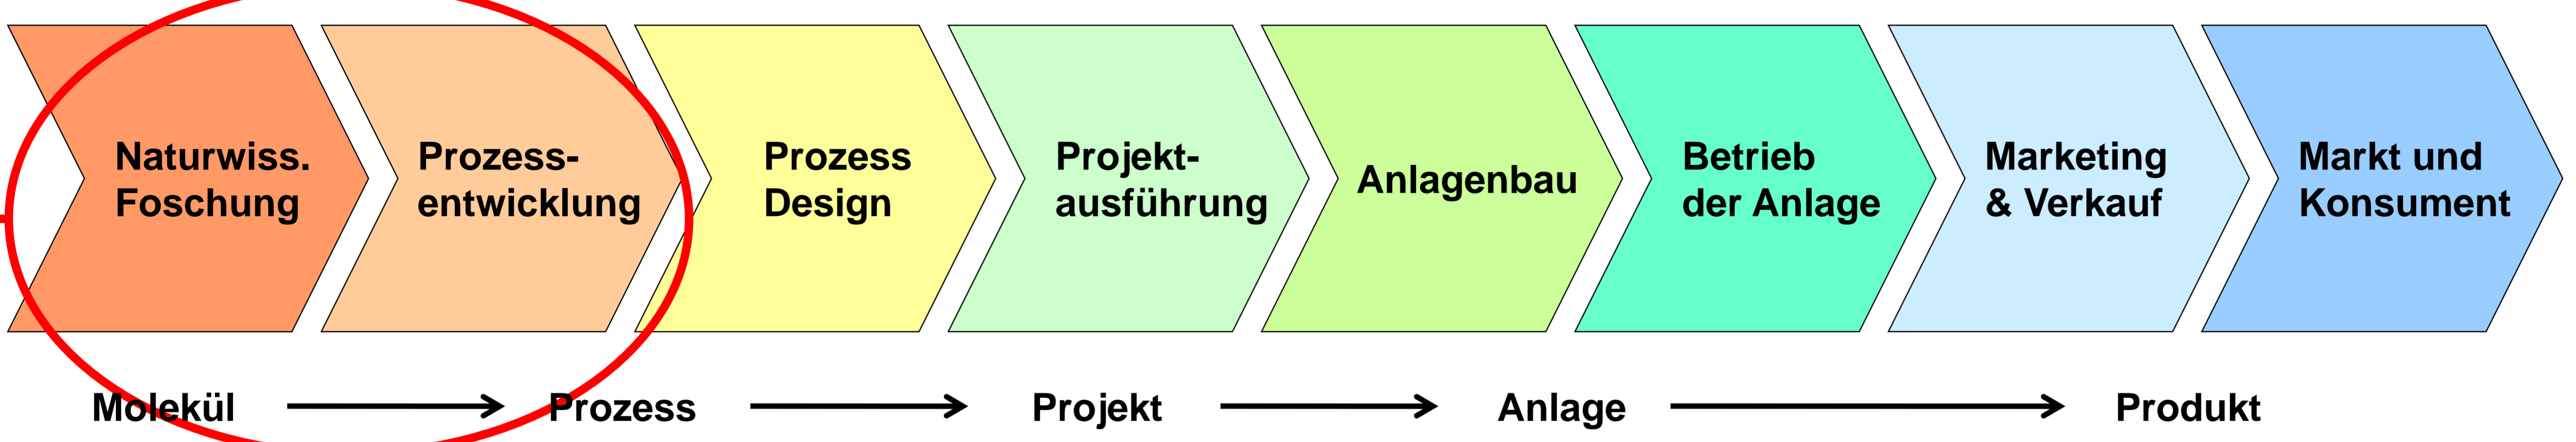 Naturwiss.
Foschung
Prozess-
entwicklung
Prozess
Design
Projekt-
ausführung
Anlagenbau
Betrieb
der Anlage
Marketing
& Verkauf
Markt und
Konsument
Molekül
Prozess
Projekt
Anlage
Produkt